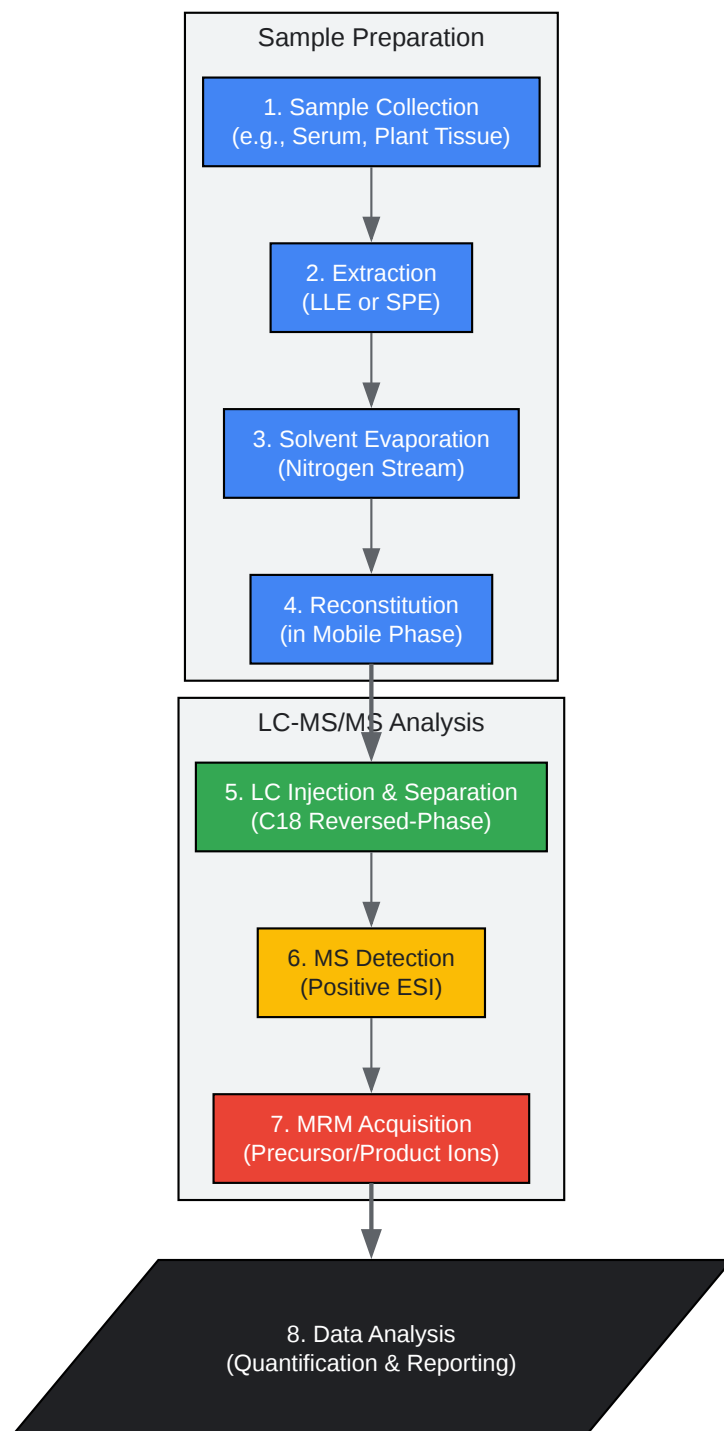 Sample Preparation
1. Sample Collection
(e.g., Serum, Plant Tissue)
2. Extraction
(LLE or SPE)
3. Solvent Evaporation
(Nitrogen Stream)
4. Reconstitution
(in Mobile Phase)
LC-MS/MS Analysis
5. LC Injection & Separation
(C18 Reversed-Phase)
6. MS Detection
(Positive ESI)
7. MRM Acquisition
(Precursor/Product Ions)
8. Data Analysis
(Quantification & Reporting)